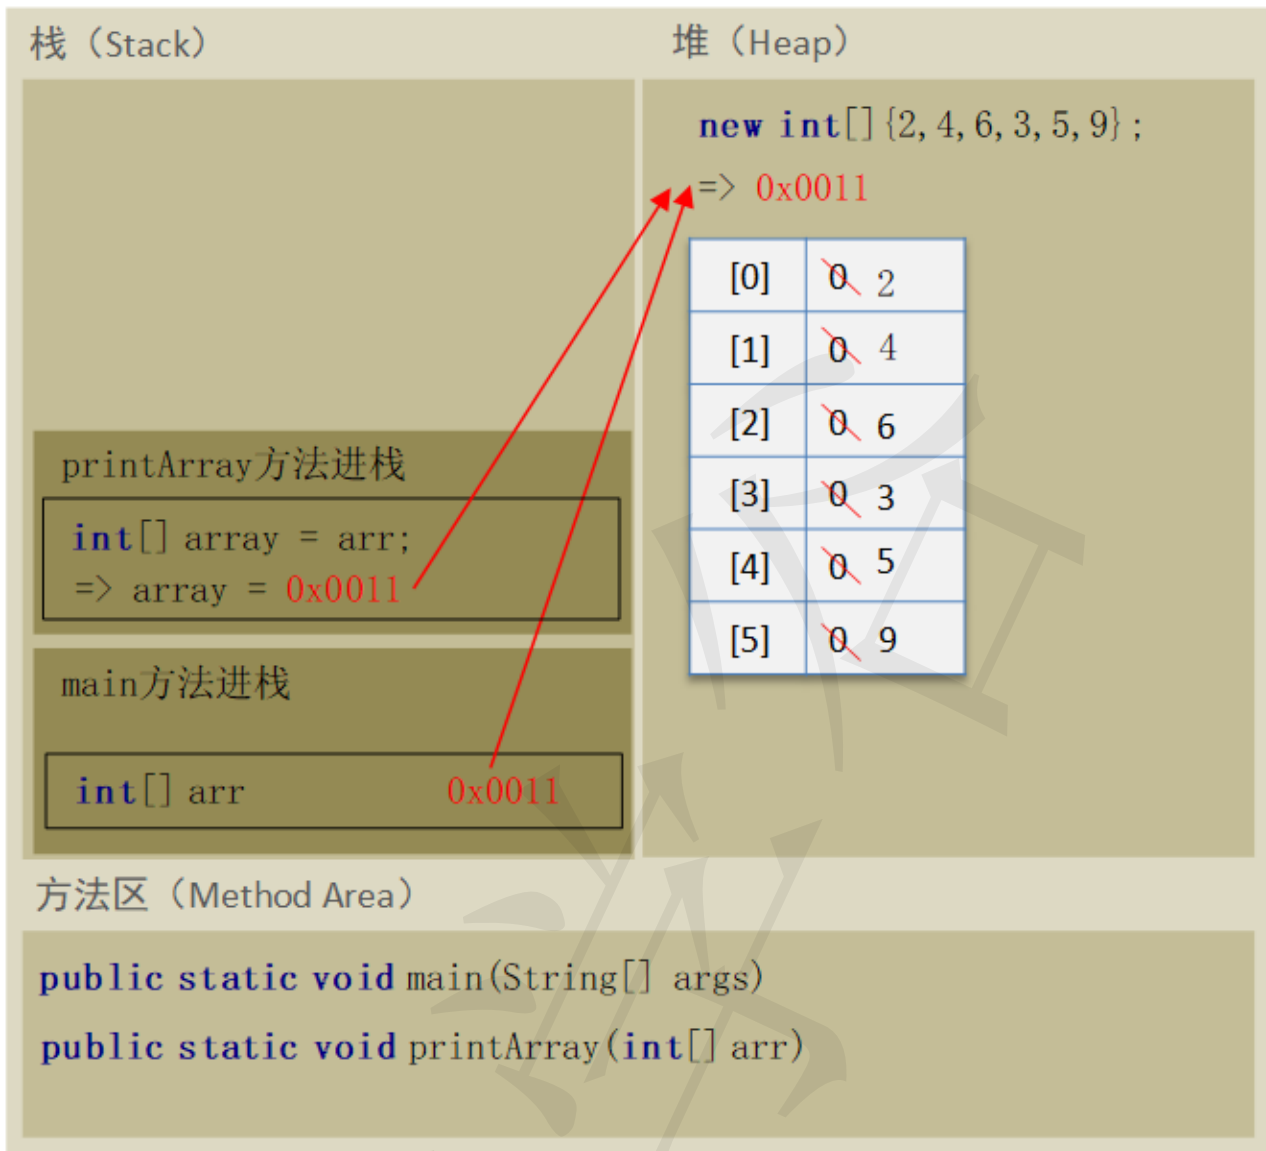 栈（Stack）
堆（Heap）
new int[]{2,4,6,3,5,9};
=> 0x0011
[0] 0 2
[1] 0 4
[2] 0 6
[3] 0 3
[4] 0 5
[5] 0 9
printArray方法进栈
int[] array = arr;
=> array = 0x0011
main方法进栈
int[] arr 0x0011
方法区（Method Area）
public static void main(String[] args)
public static void printArray(int[] arr)